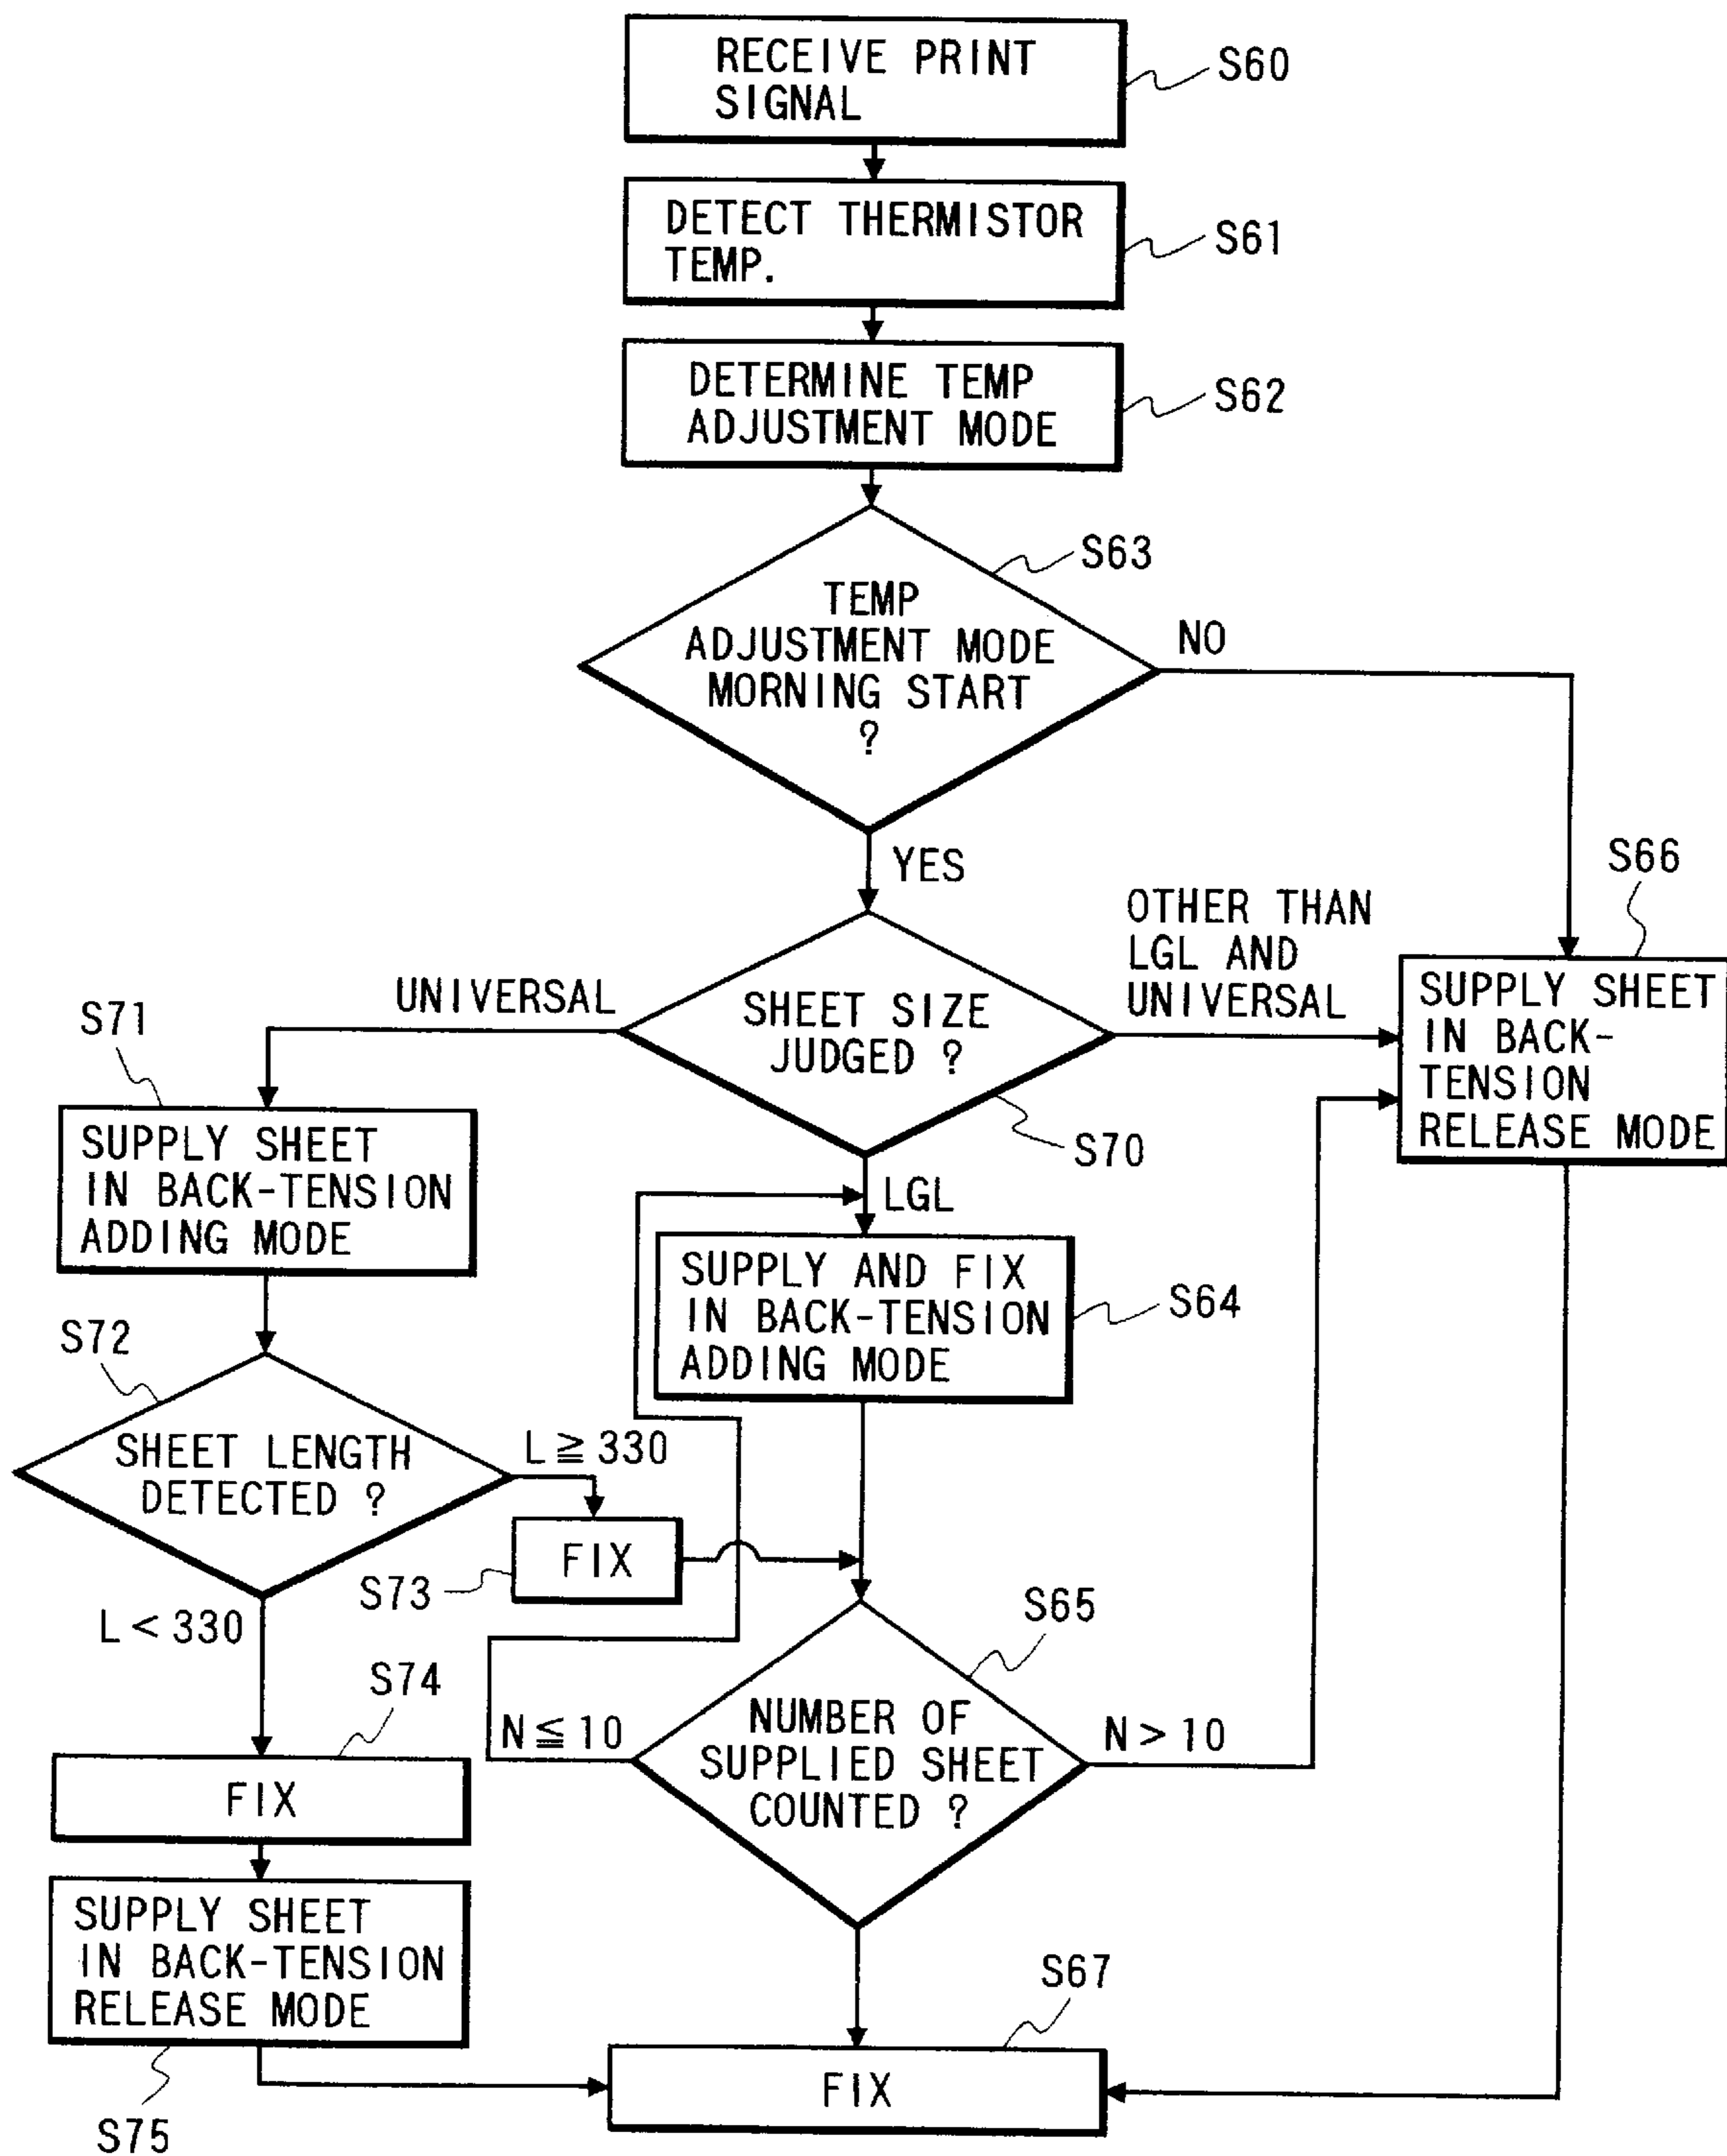 RECEIVE PRINT
SIGNAL
S60
DETECT THERMISTOR
TEMP.
S61
DETERMINE TEMP
ADJUSTMENT MODE
S62
S63
TEMP
ADJUSTMENT MODE
MORNING START
?
NO
YES
S66
OTHER THAN
LGL AND
UNIVERSAL
UNIVERSAL
SHEET SIZE
JUDGED ?
S70
SUPPLY SHEET
IN BACK-
TENSION
RELEASE MODE
S71
SUPPLY SHEET
IN BACK-TENSION
ADDING MODE
LGL
SUPPLY AND FIX
IN BACK-TENSION
ADDING MODE
S64
S72
SHEET LENGTH
DETECTED ?
L ≧ 330
FIX
S73
L < 330
S65
N ≦ 10
NUMBER OF
SUPPLIED SHEET
COUNTED ?
N > 10
S74
FIX
SUPPLY SHEET
IN BACK-TENSION
RELEASE MODE
S75
S67
FIX